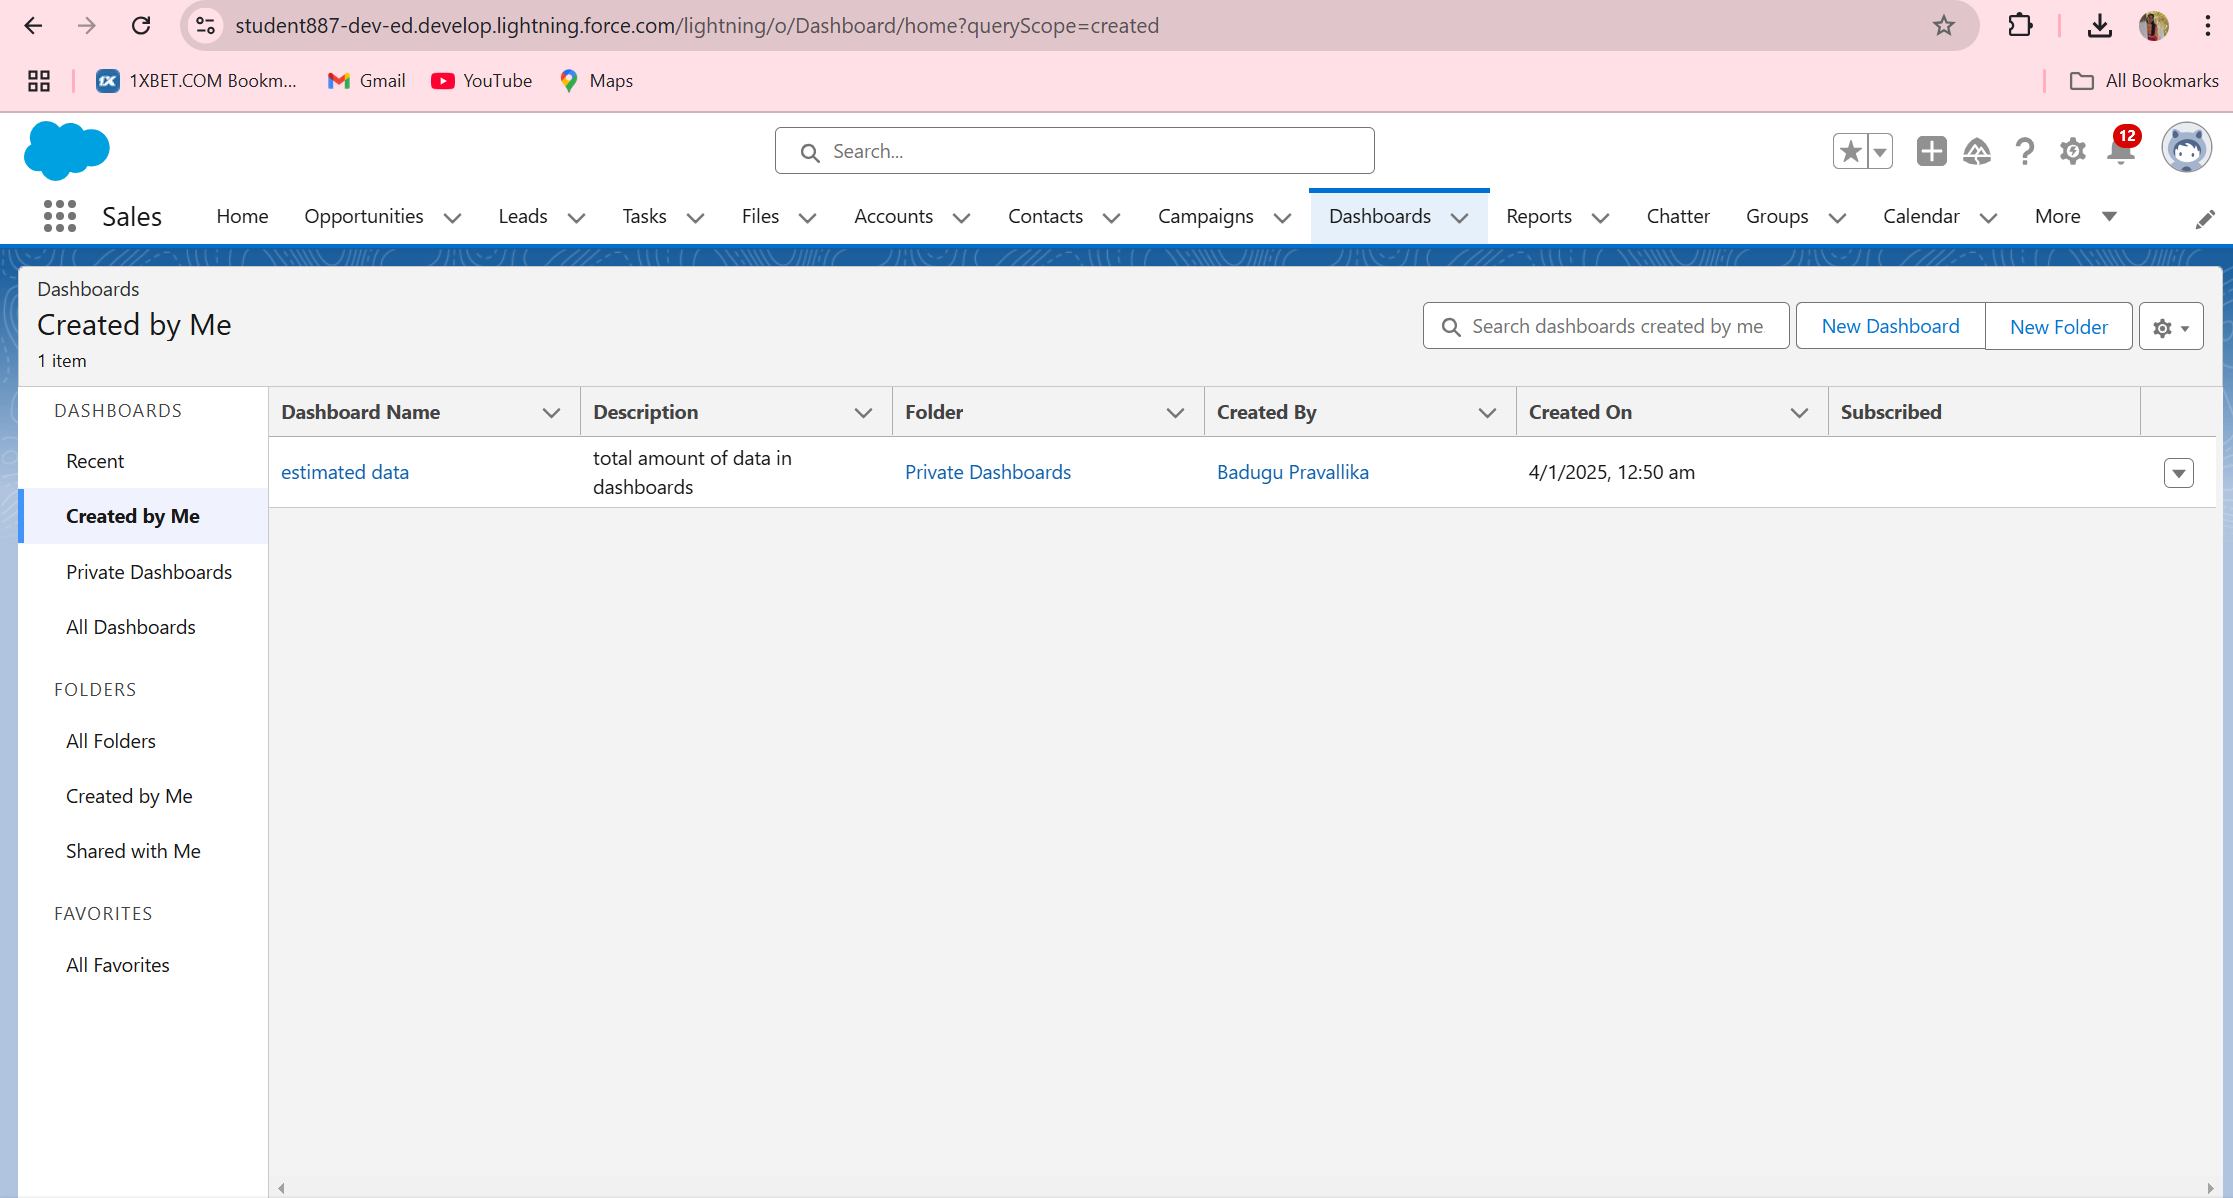 student887-dev-ed.develop.lightning.force.com/lightning/o/Dashboard/home?queryScope=created
1XBET.COM Bookm... Gmail YouTube Maps All Bookmarks
Search... 12
Sales Home Opportunities Leads Tasks Files Accounts Contacts Campaigns Dashboards Reports Chatter Groups Calendar More
Dashboards
Created by Me
1 item
Search dashboards created by me. New Dashboard New Folder
DASHBOARDS
Recent
Created by Me
Private Dashboards
All Dashboards
FOLDERS
All Folders
Created by Me
Shared with Me
FAVORITES
All Favorites
Dashboard Name Description Folder Created By Created On Subscribed
estimated data total amount of data in dashboards Private Dashboards Badugu Pravallika 4/1/2025, 12:50 am